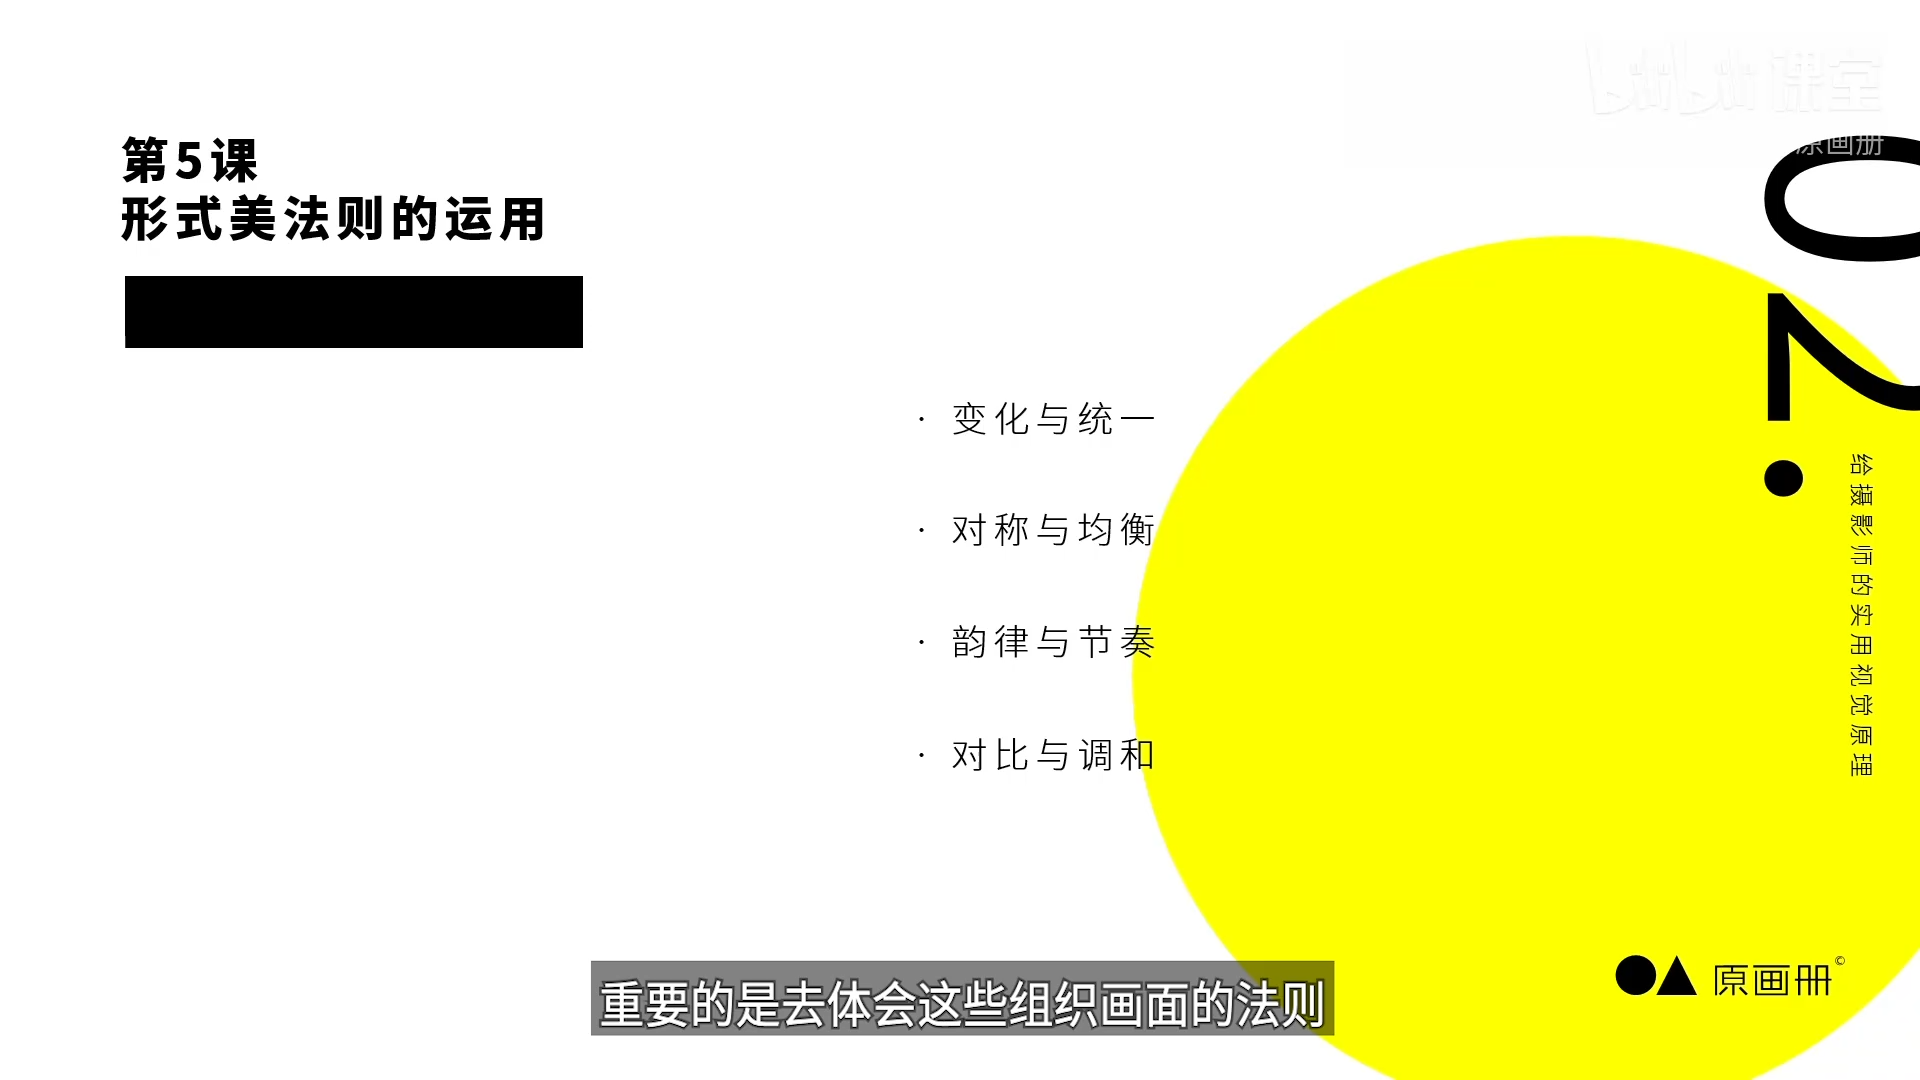 bilibili 课堂
原画册
第5课
形式美法则的运用
02.
· 变化与统一
· 对称与均衡
· 韵律与节奏
· 对比与调和
给摄影师的实用视觉原理
原画册©
重要的是去体会这些组织画面的法则